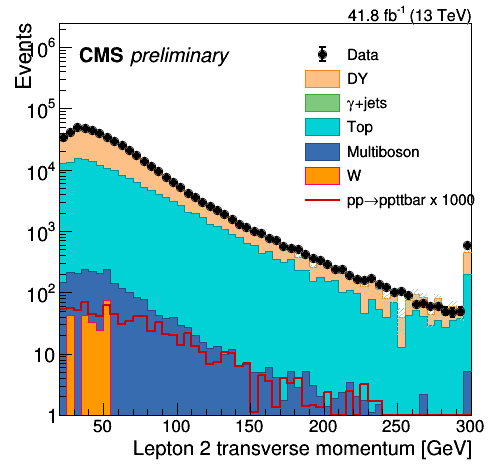 41.8 fb⁻¹ (13 TeV)
CMS preliminary
Events
10⁶
10⁵
10⁴
10³
10²
10
1
Data
DY
γ+jets
Top
Multiboson
W
pp→ppttbar x 1000
50 100 150 200 250 300
Lepton 2 transverse momentum [GeV]